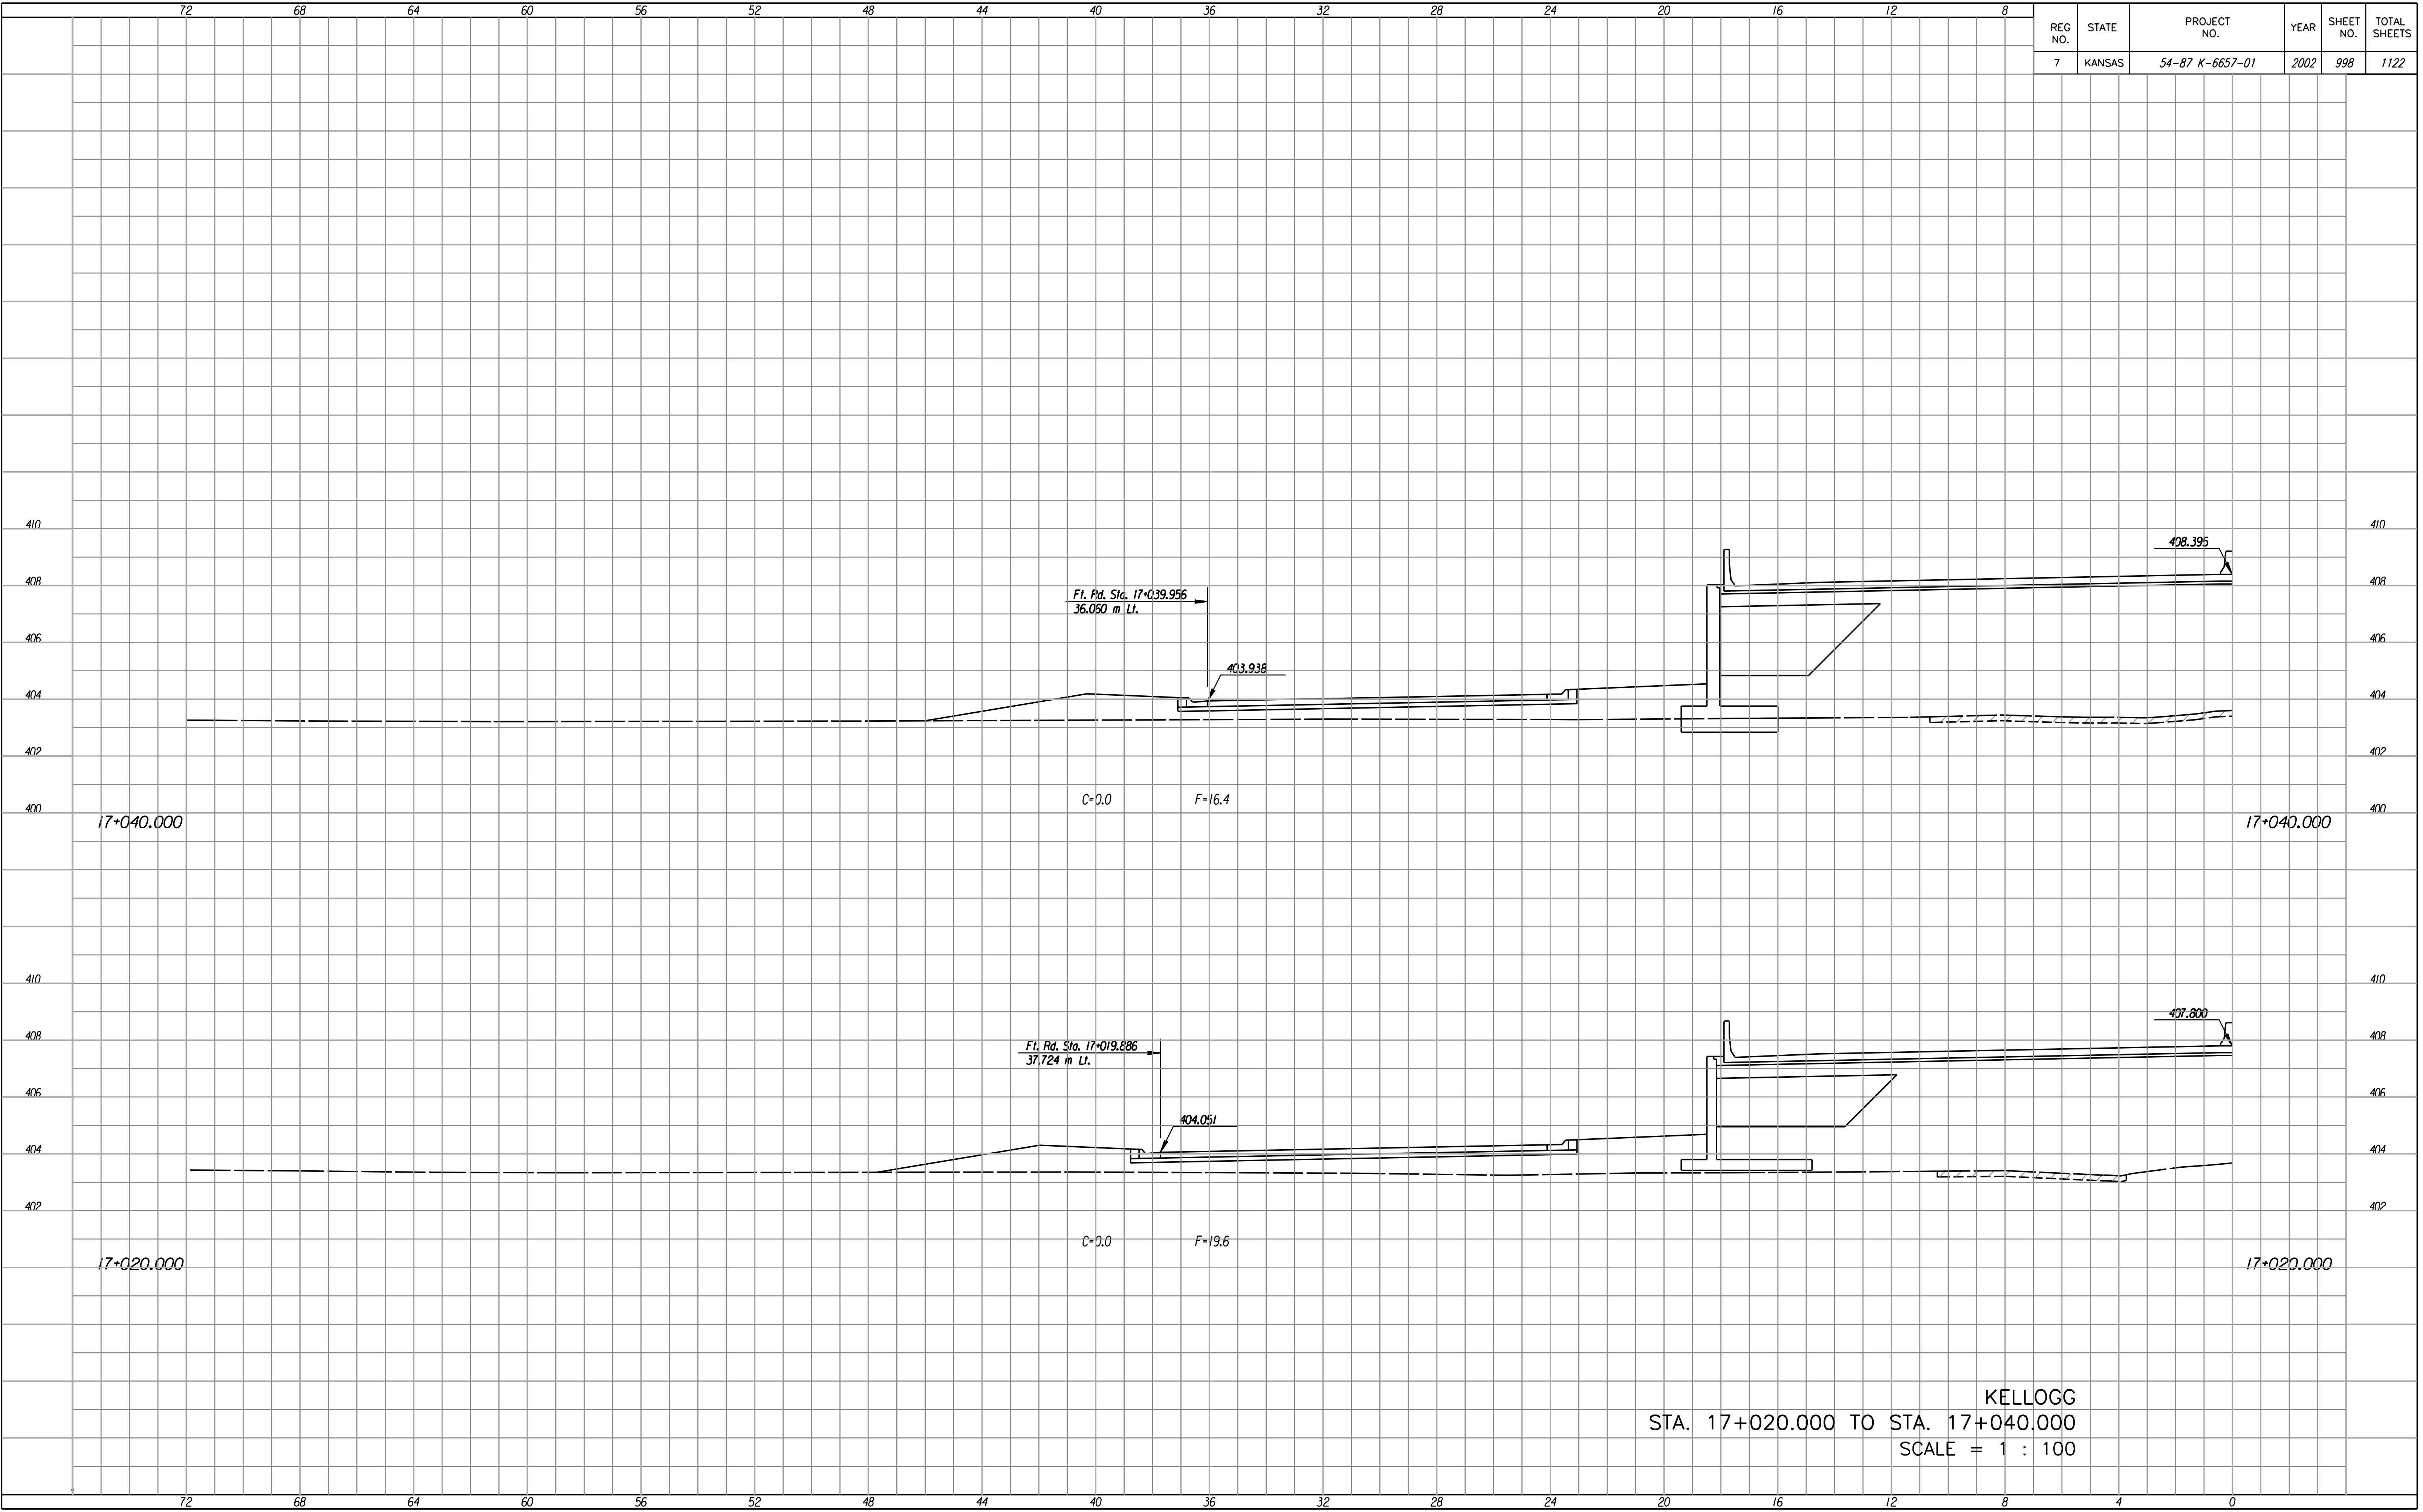 72 68 64 60 56 52 48 44 40 36 32 28 24 20 16 12 8
REG NO. STATE PROJECT NO. YEAR SHEET NO. TOTAL SHEETS
7 KANSAS 54-87 K-6657-01 2002 998 1122
410 410
408.395
408 408
Ft. Rd. Sta. 17+039.956
36.050 m Lt.
406 406
403.938
404 404
402 402
C=0.0 F=16.4
400 400
17+040.000 17+040.000
410 410
407.800
408 408
Ft. Rd. Sta. 17+019.886
37.724 m Lt.
406 406
404.051
404 404
402 402
C=0.0 F=19.6
17+020.000 17+020.000
KELLOGG
STA. 17+020.000 TO STA. 17+040.000
SCALE = 1 : 100
72 68 64 60 56 52 48 44 40 36 32 28 24 20 16 12 8 4 0